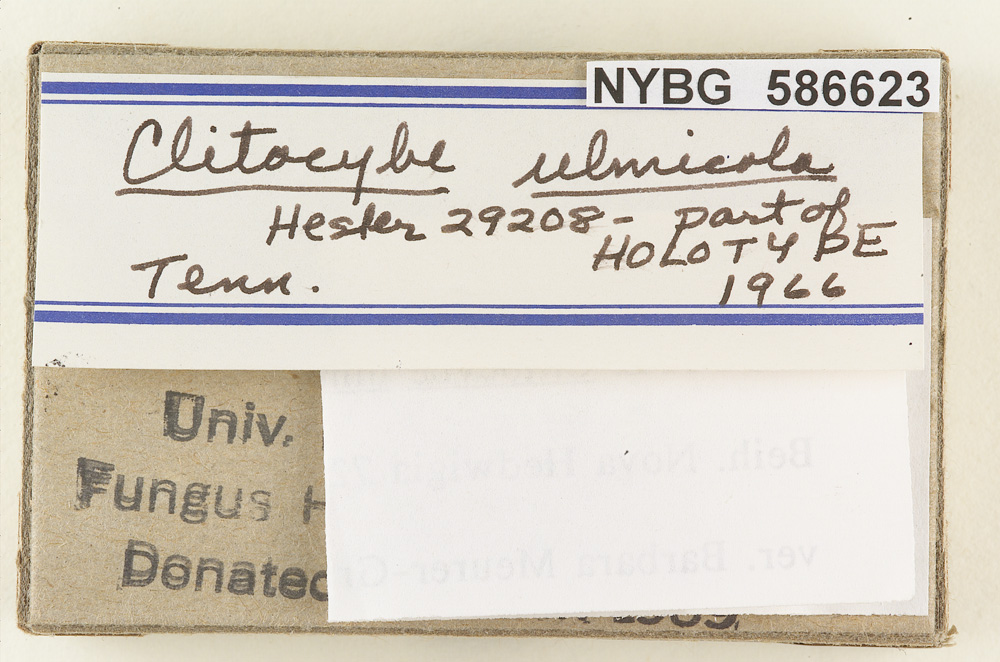 NYBG 586623
Clitocybe ulmicola
Hesler 29208 - part of
HOLOTYPE
Tenn.
1966
Univ.
Fungus H
Donated
Beih. Nova Hedwigia
ver. Barbara Meurer-Gr